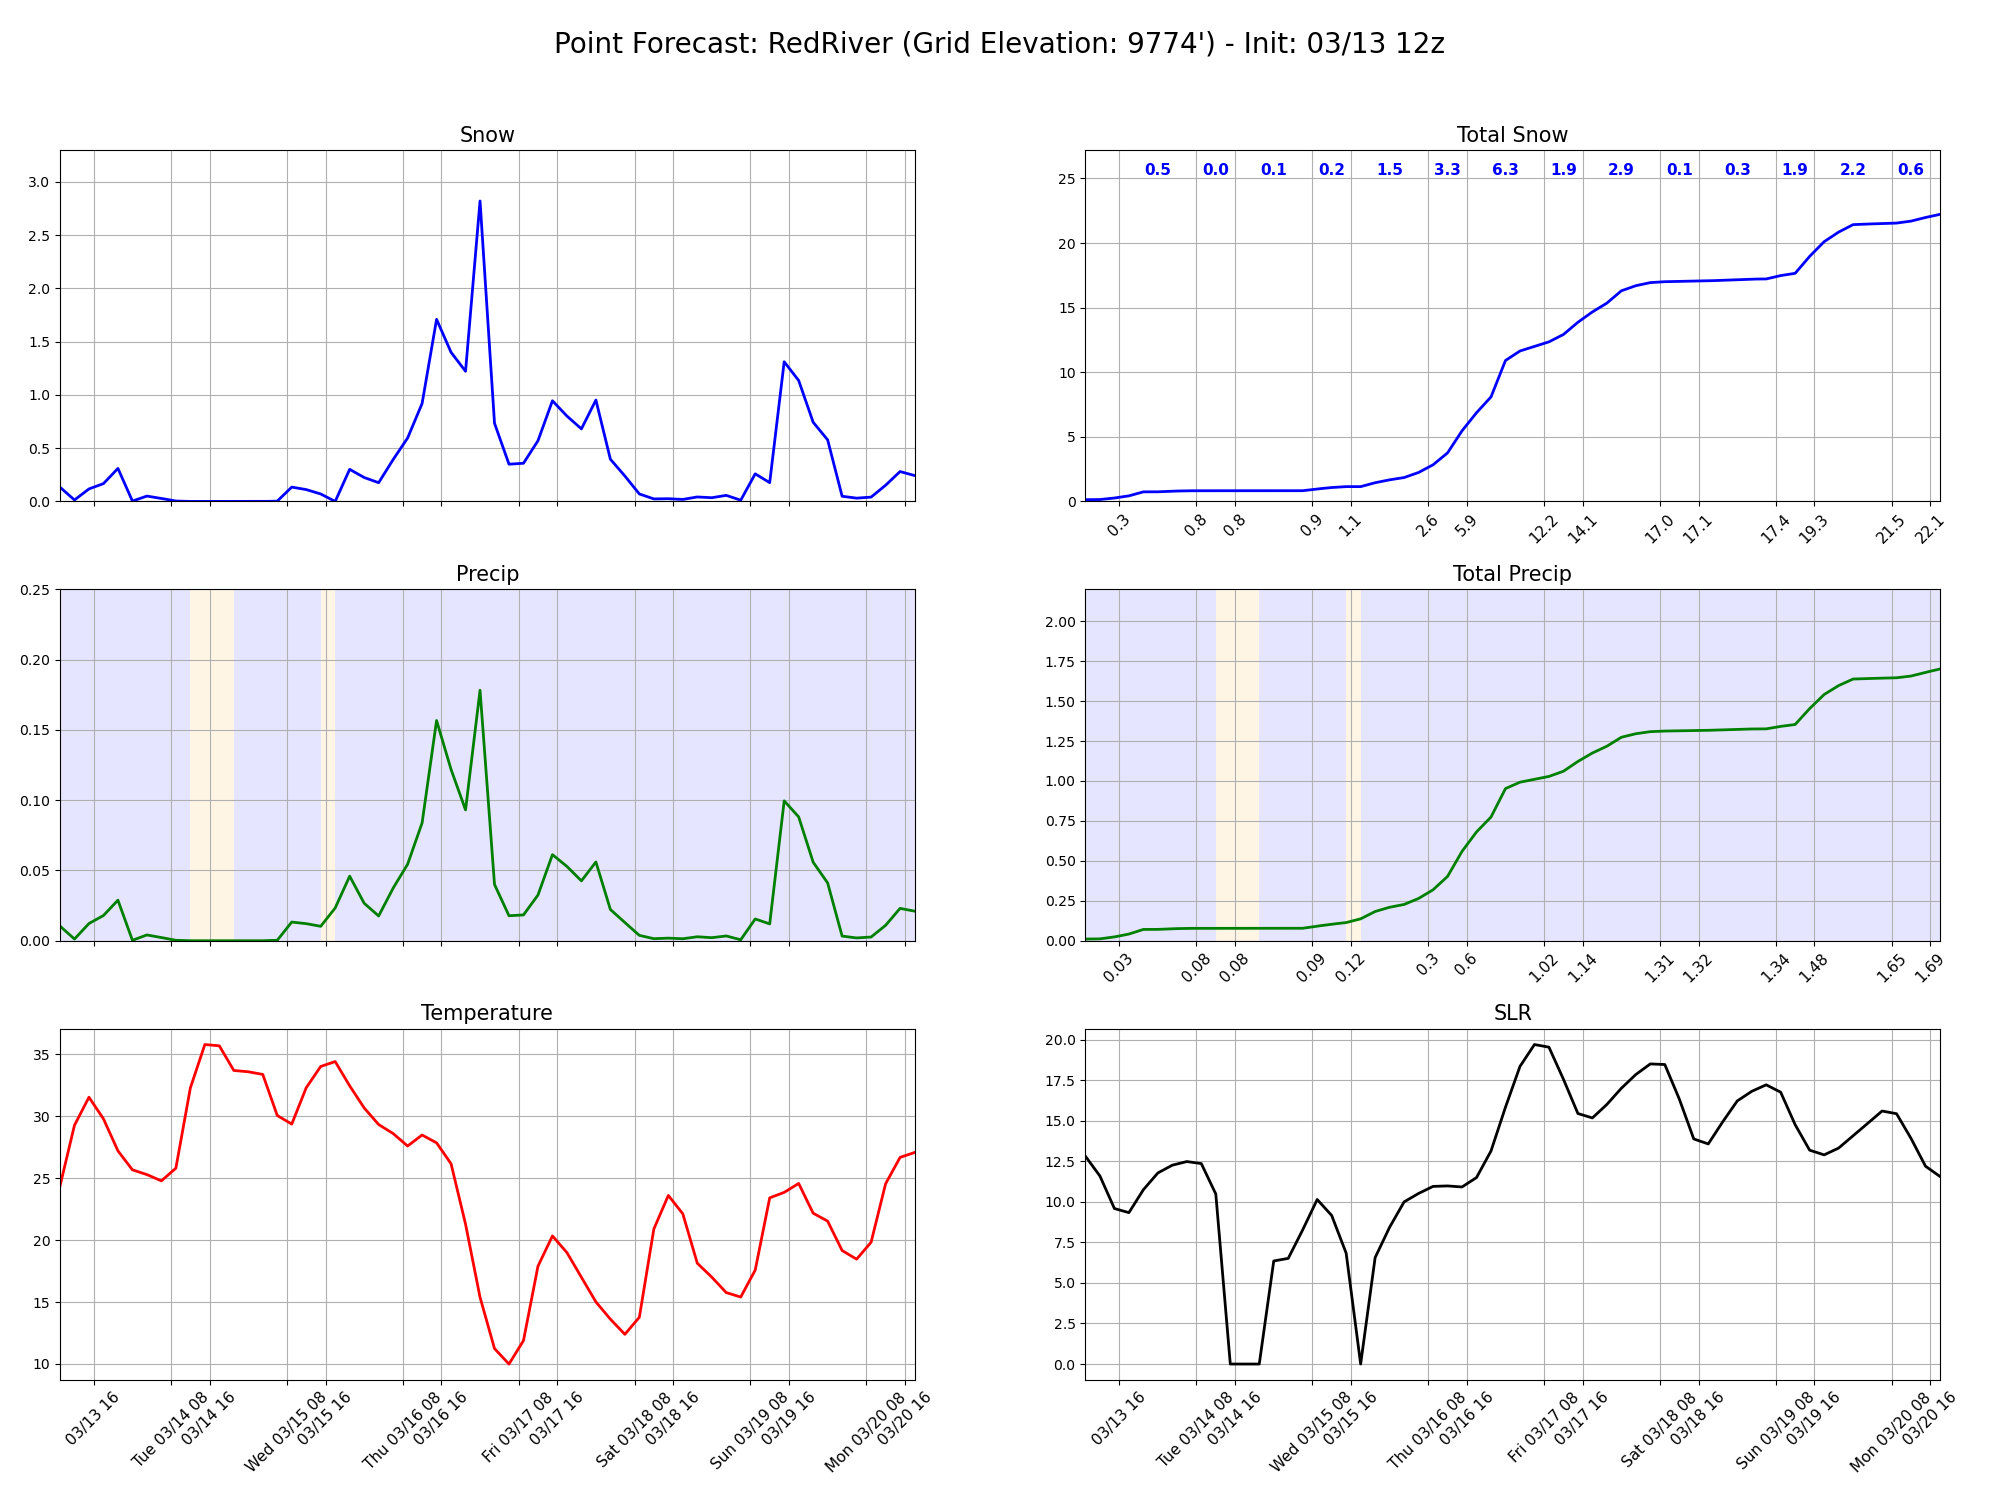 Point Forecast: RedRiver (Grid Elevation: 9774') - Init: 03/13 12z
Snow
3.0
2.5
2.0
1.5
1.0
0.5
0.0
Total Snow
0.5 0.0 0.1 0.2 1.5 3.3 6.3 1.9 2.9 0.1 0.3 1.9 2.2 0.6
25
20
15
10
5
0
0.3 0.8 0.8 0.9 1.1 2.6 5.9 12.2 14.1 17.0 17.1 17.4 19.3 21.5 22.1
Precip
0.25
0.20
0.15
0.10
0.05
0.00
Total Precip
2.00
1.75
1.50
1.25
1.00
0.75
0.50
0.25
0.00
0.03 0.08 0.08 0.09 0.12 0.3 0.6 1.02 1.14 1.31 1.32 1.34 1.48 1.65 1.69
Temperature
35
30
25
20
15
10
03/13 16
Tue 03/14 08
03/14 16
Wed 03/15 08
03/15 16
Thu 03/16 08
03/16 16
Fri 03/17 08
03/17 16
Sat 03/18 08
03/18 16
Sun 03/19 08
03/19 16
Mon 03/20 08
03/20 16
SLR
20.0
17.5
15.0
12.5
10.0
7.5
5.0
2.5
0.0
03/13 16
Tue 03/14 08
03/14 16
Wed 03/15 08
03/15 16
Thu 03/16 08
03/16 16
Fri 03/17 08
03/17 16
Sat 03/18 08
03/18 16
Sun 03/19 08
03/19 16
Mon 03/20 08
03/20 16